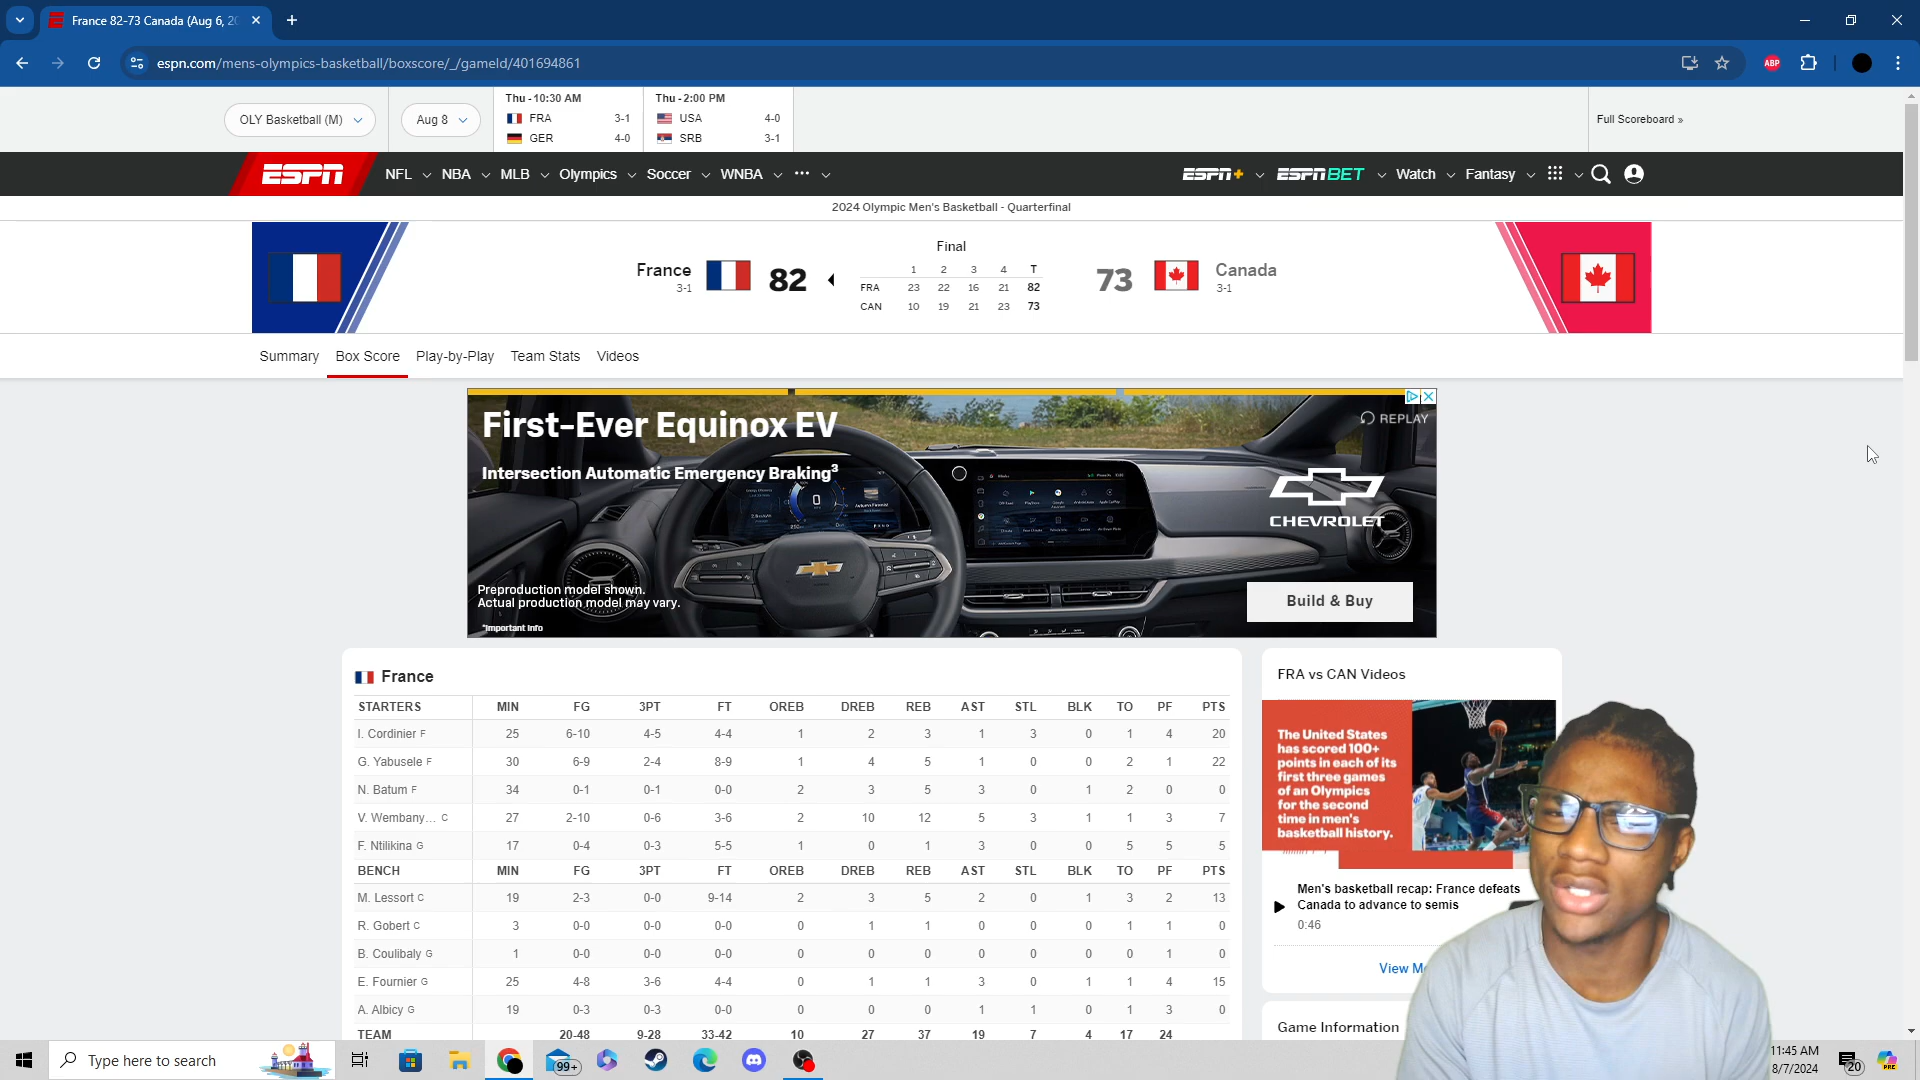 France 82-73 Canada (Aug 6, 20
espn.com/mens-olympics-basketball/boxscore/_/gameId/401694861
ABP
OLY Basketball (M)
Aug 8
Thu - 10:30 AM
FRA 3-1
GER 4-0
Thu - 2:00 PM
USA 4-0
SRB 3-1
Full Scoreboard »
ESPN NFL NBA MLB Olympics Soccer WNBA ESPN+ ESPN BET Watch Fantasy
2024 Olympic Men's Basketball - Quarterfinal
France
3-1
82
Final
1 2 3 4 T
FRA 23 22 16 21 82
CAN 10 19 21 23 73
73
Canada
3-1
Summary Box Score Play-by-Play Team Stats Videos
First-Ever Equinox EV
REPLAY
Intersection Automatic Emergency Braking³
CHEVROLET
Preproduction model shown.
Actual production model may vary.
Build & Buy
*Important Info
France
STARTERS MIN FG 3PT FT OREB DREB REB AST STL BLK TO PF PTS
I. Cordinier F 25 6-10 4-5 4-4 1 2 3 1 3 0 1 4 20
G. Yabusele F 30 6-9 2-4 8-9 1 4 5 1 0 0 2 1 22
N. Batum F 34 0-1 0-1 0-0 2 3 5 3 0 1 2 0 0
V. Wembany... C 27 2-10 0-6 3-6 2 10 12 5 3 1 1 3 7
F. Ntilikina G 17 0-4 0-3 5-5 1 0 1 3 0 0 5 5 5
BENCH MIN FG 3PT FT OREB DREB REB AST STL BLK TO PF PTS
M. Lessort C 19 2-3 0-0 9-14 2 3 5 2 0 1 3 2 13
R. Gobert C 3 0-0 0-0 0-0 0 1 1 0 0 0 1 1 0
B. Coulibaly G 1 0-0 0-0 0-0 0 0 0 0 0 0 0 1 0
E. Fournier G 25 4-8 3-6 4-4 0 1 1 3 0 1 1 4 15
A. Albicy G 19 0-3 0-3 0-0 0 0 0 1 1 0 1 3 0
TEAM 20-48 9-28 33-42 10 27 37 19 7 4 17 24
FRA vs CAN Videos
The United States
has scored 100+
points in each of its
first three games
of an Olympics
for the second
time in men's
basketball history.
Men's basketball recap: France defeats
Canada to advance to semis
0:46
View M
Game Information
Type here to search
99+
11:45 AM
8/7/2024
20
PRE